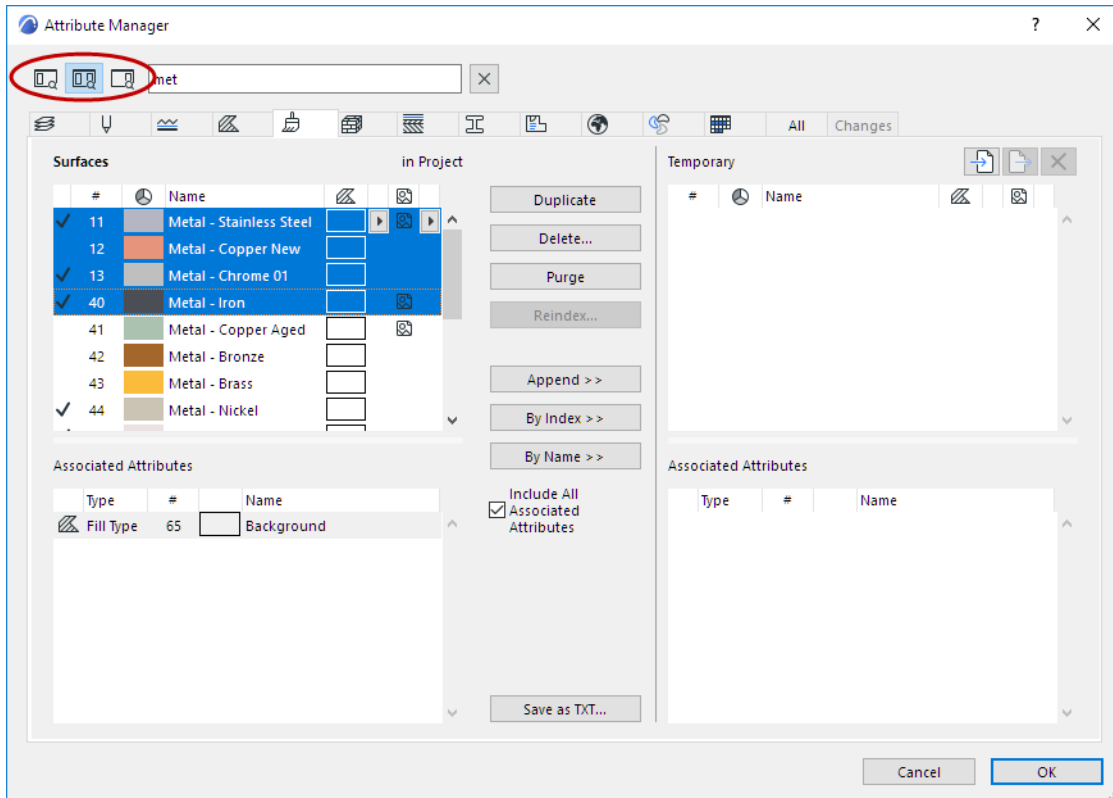 Attribute Manager
?
met
All
Changes
Surfaces
in Project
Temporary
# Name
11 Metal - Stainless Steel
12 Metal - Copper New
13 Metal - Chrome 01
40 Metal - Iron
41 Metal - Copper Aged
42 Metal - Bronze
43 Metal - Brass
44 Metal - Nickel
Duplicate
Delete...
Purge
Reindex...
Append >>
By Index >>
By Name >>
Include All
Associated
Attributes
Save as TXT...
# Name
Associated Attributes
Type # Name
Fill Type 65 Background
Associated Attributes
Type # Name
Cancel
OK